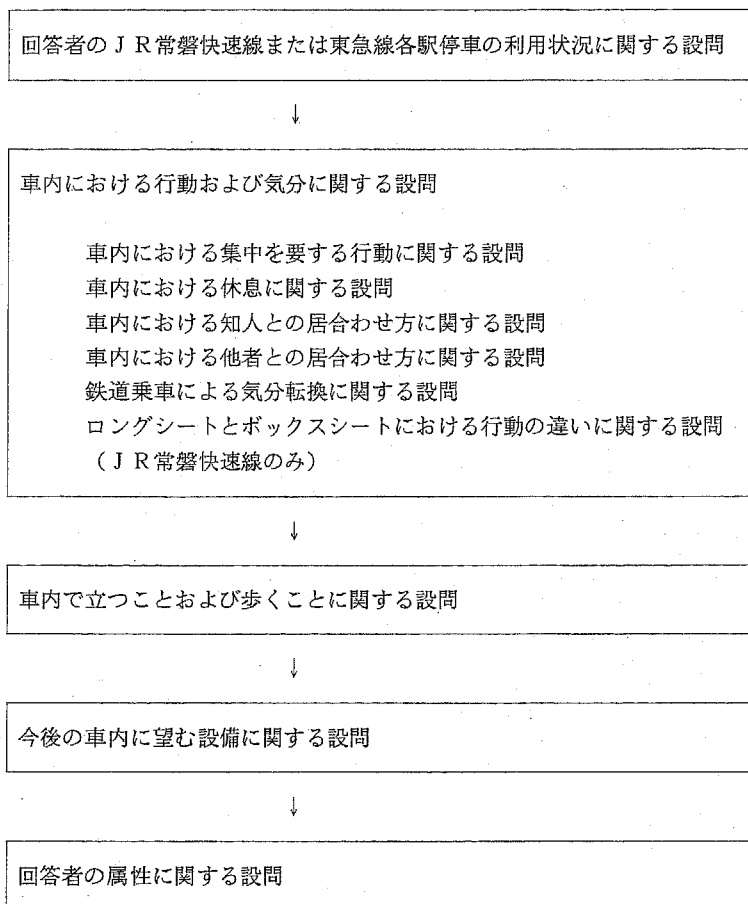 回答者のＪＲ常磐快速線または東急線各駅停車の利用状況に関する設問
↓
車内における行動および気分に関する設問
車内における集中を要する行動に関する設問
車内における休息に関する設問
車内における知人との居合わせ方に関する設問
車内における他者との居合わせ方に関する設問
鉄道乗車による気分転換に関する設問
ロングシートとボックスシートにおける行動の違いに関する設問
（ＪＲ常磐快速線のみ）
↓
車内で立つことおよび歩くことに関する設問
↓
今後の車内に望む設備に関する設問
↓
回答者の属性に関する設問